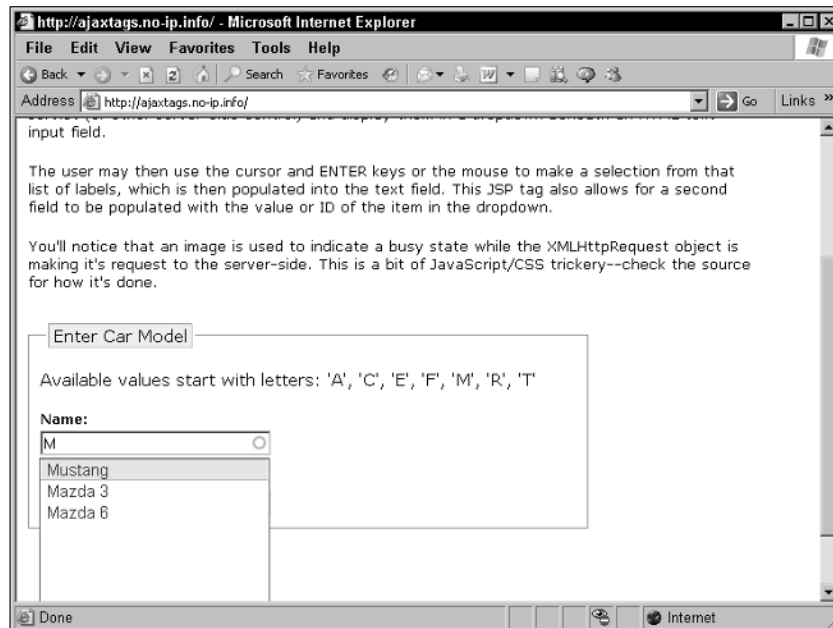 http://ajaxtags.no-ip.info/ - Microsoft Internet Explorer
File Edit View Favorites Tools Help
Back Search Favorites
Address http://ajaxtags.no-ip.info/ Go Links »
input field.
The user may then use the cursor and ENTER keys or the mouse to make a selection from that
list of labels, which is then populated into the text field. This JSP tag also allows for a second
field to be populated with the value or ID of the item in the dropdown.
You'll notice that an image is used to indicate a busy state while the XMLHttpRequest object is
making it's request to the server-side. This is a bit of JavaScript/CSS trickery--check the source
for how it's done.
Enter Car Model
Available values start with letters: 'A', 'C', 'E', 'F', 'M', 'R', 'T'
Name:
M
Mustang
Mazda 3
Mazda 6
Done Internet